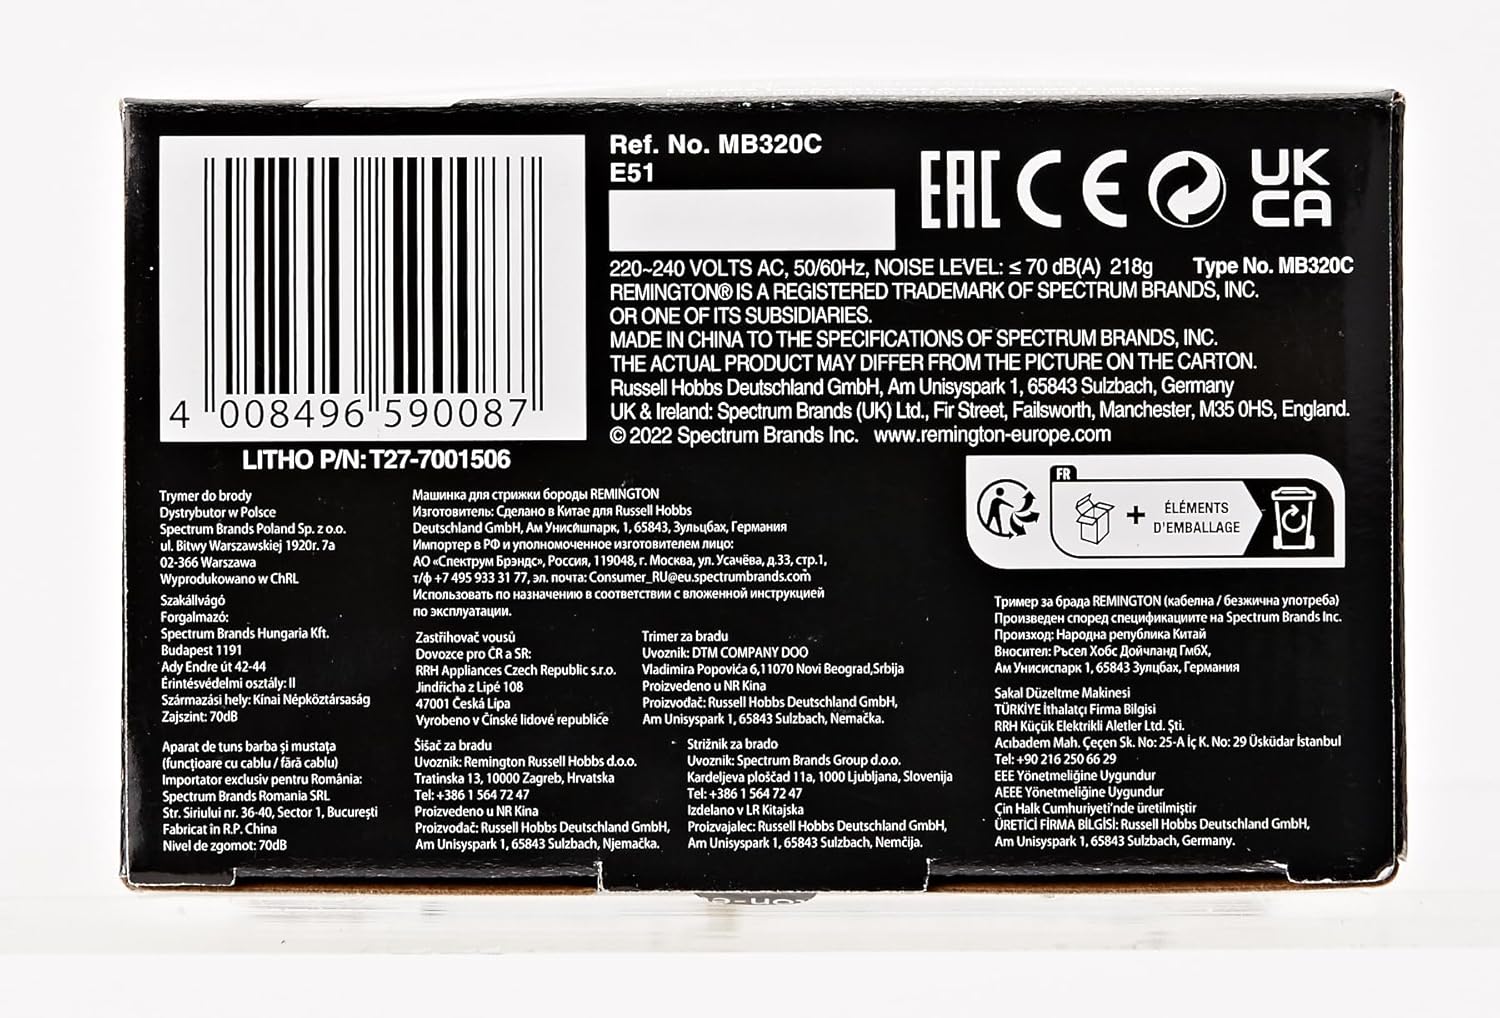 4 008496 590087
LITHO P/N: T27-7001506
Ref. No. MB320C
E51
EAC CE UK
CA
220~240 VOLTS AC, 50/60Hz, NOISE LEVEL: ≤ 70 dB(A) 218g Type No. MB320C
REMINGTON® IS A REGISTERED TRADEMARK OF SPECTRUM BRANDS, INC.
OR ONE OF ITS SUBSIDIARIES.
MADE IN CHINA TO THE SPECIFICATIONS OF SPECTRUM BRANDS, INC.
THE ACTUAL PRODUCT MAY DIFFER FROM THE PICTURE ON THE CARTON.
Russell Hobbs Deutschland GmbH, Am Unisyspark 1, 65843 Sulzbach, Germany
UK & Ireland: Spectrum Brands (UK) Ltd., Fir Street, Failsworth, Manchester, M35 0HS, England.
© 2022 Spectrum Brands Inc. www.remington-europe.com
FR
+ ÉLÉMENTS
D'EMBALLAGE
Trymer do brody
Dystrybutor w Polsce
Spectrum Brands Poland Sp. z o.o.
ul. Bitwy Warszawskiej 1920r. 7a
02-366 Warszawa
Wyprodukowano w ChRL
Szakállvágó
Forgalmazó:
Spectrum Brands Hungaria Kft.
Budapest 1191
Ady Endre út 42-44
Érintésvédelmi osztály: II
Származási hely: Kínai Népköztársaság
Zajszint: 70dB
Aparat de tuns barba și mustața
(funcțioare cu cablu / fără cablu)
Importator exclusiv pentru România:
Spectrum Brands Romania SRL
Str. Siriului nr. 36-40, Sector 1, București
Fabricat în R.P. China
Nivel de zgomot: 70dB
Машинка для стрижки бороды REMINGTON
Изготовитель: Сделано в Китае для Russell Hobbs
Deutschland GmbH, Ам Унисйшпарк, 1, 65843, Зульцбах, Германия
Импортер в РФ и уполномоченное изготовителем лицо:
АО «Спектрум Брэндс», Россия, 119048, г. Москва, ул. Усачёва, д.33, стр.1,
т/ф +7 495 933 31 77, эл. почта: Consumer_RU@eu.spectrumbrands.com
Использовать по назначению в соответствии с вложенной инструкцией
по эксплуатации.
Zastřihovač vousů
Dovozce pro ČR a SR:
RRH Appliances Czech Republic s.r.o.
Jindřicha z Lipé 108
47001 Česká Lípa
Vyrobeno v Čínské lidové republice
Trimer za bradu
Uvoznik: DTM COMPANY DOO
Vladimira Popovića 6,11070 Novi Beograd,Srbija
Proizvedeno u NR Kina
Proizvođač: Russell Hobbs Deutschland GmbH,
Am Unisyspark 1, 65843 Sulzbach, Nemačka.
Šišač za bradu
Uvoznik: Remington Russell Hobbs d.o.o.
Tratinska 13, 10000 Zagreb, Hrvatska
Tel: +386 1 564 72 47
Proizvedeno u NR Kina
Proizvođač: Russell Hobbs Deutschland GmbH,
Am Unisyspark 1, 65843 Sulzbach, Njemačka.
Strižnik za brado
Uvoznik: Spectrum Brands Group d.o.o.
Kardeljeva ploščad 11a, 1000 Ljubljana, Slovenija
Tel: +386 1 564 72 47
Izdelano v LR Kitajska
Proizvajalec: Russell Hobbs Deutschland GmbH,
Am Unisyspark 1, 65843 Sulzbach, Nemčija.
Тример за брада REMINGTON (кабелна / безжична употреба)
Произведен според спецификациите на Spectrum Brands Inc.
Произход: Народна република Китай
Вносител: Ръсел Хобс Дойчланд ГмбХ,
Ам Унисиспарк 1, 65843 Зулцбах, Германия
Sakal Düzeltme Makinesi
TÜRKİYE İthalatçı Firma Bilgisi
RRH Küçük Elektrikli Aletler Ltd. Şti.
Acıbadem Mah. Çeçen Sk. No: 25-A İç K. No: 29 Üsküdar İstanbul
Tel: +90 216 250 66 29
EEE Yönetmeliğine Uygundur
AEEE Yönetmeliğine Uygundur
Çin Halk Cumhuriyeti'nde üretilmiştir
ÜRETİCİ FİRMA BİLGİSİ: Russell Hobbs Deutschland GmbH,
Am Unisyspark 1, 65843 Sulzbach, Germany.